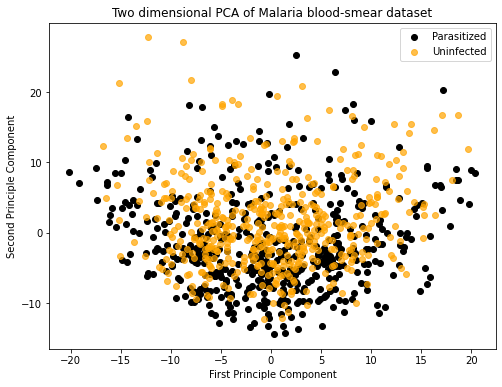 Two dimensional PCA of Malaria blood-smear dataset
Parasitized
Uninfected
Second Principle Component
20
10
0
−10
−20 −15 −10 −5 0 5 10 15 20
First Principle Component